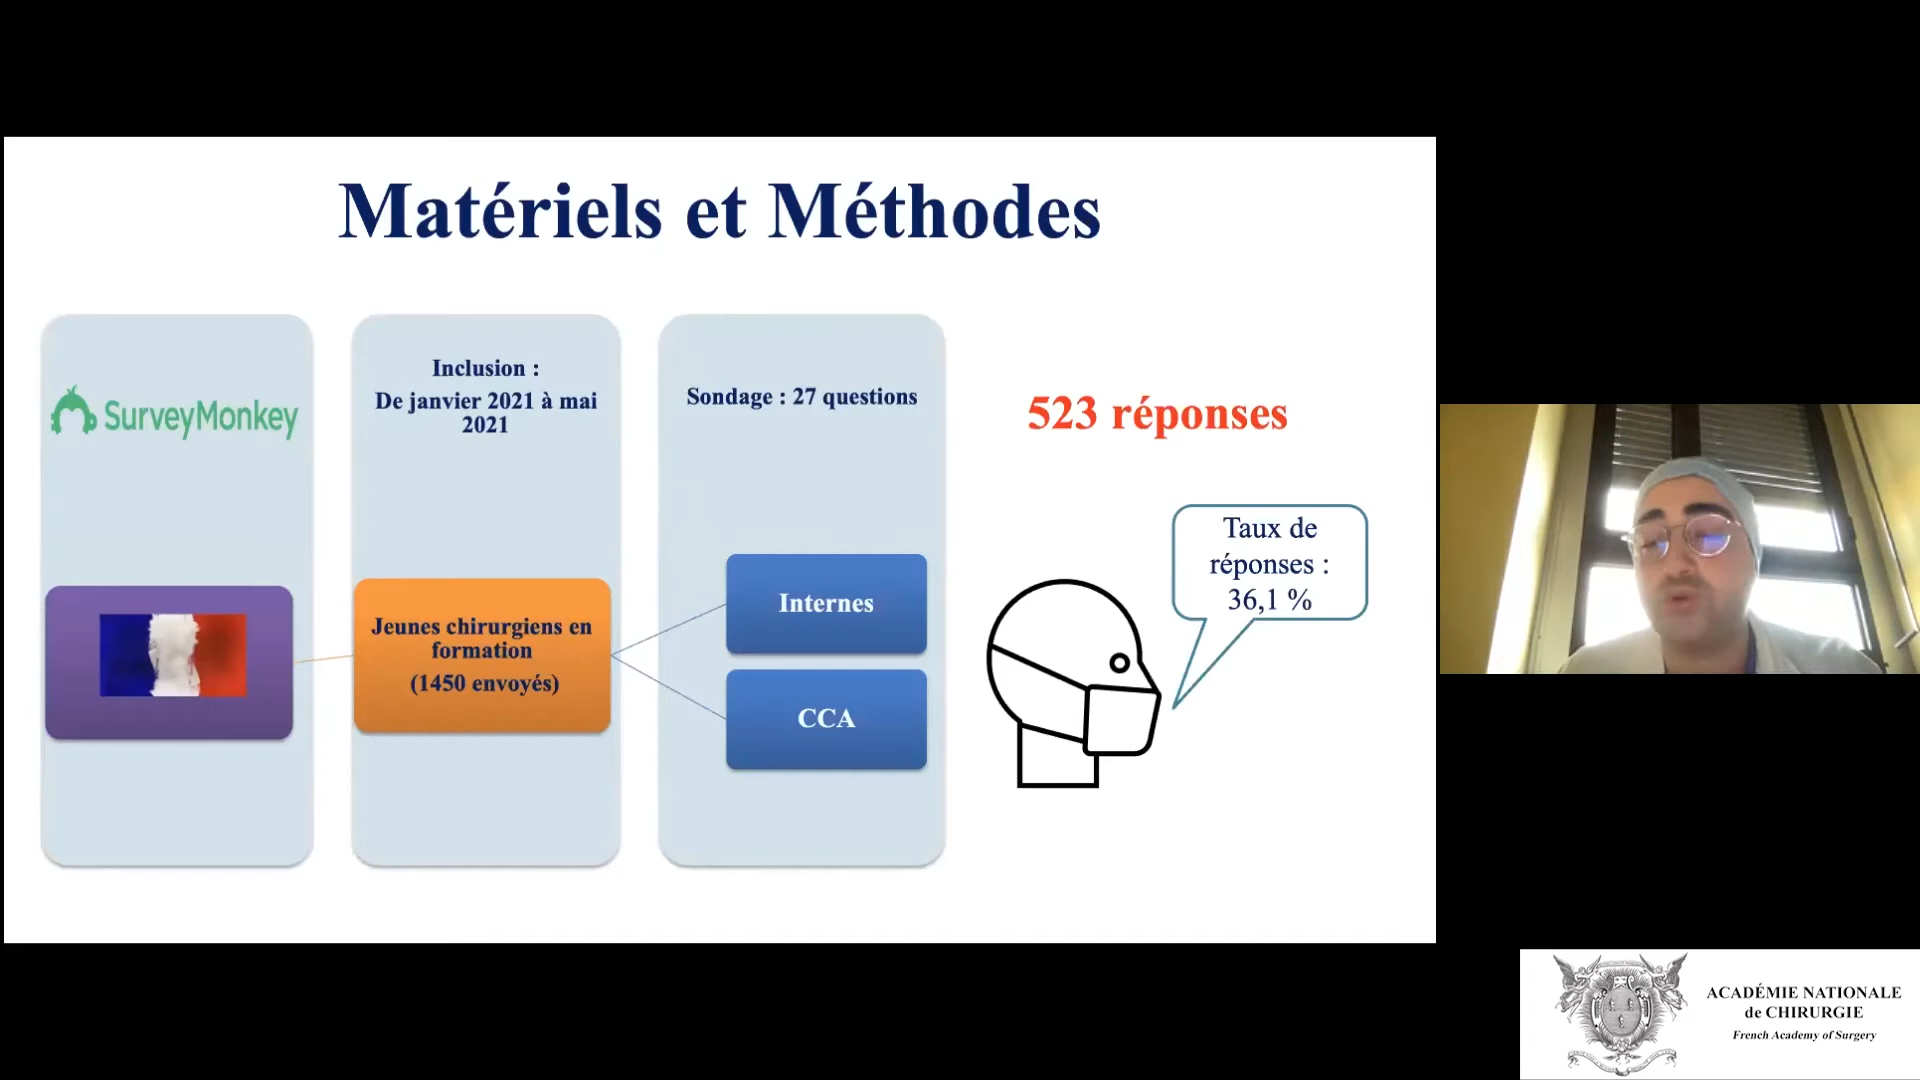 Matériels et Méthodes
SurveyMonkey
Inclusion :
De janvier 2021 à mai
2021
Jeunes chirurgiens en
formation
(1450 envoyés)
Sondage : 27 questions
Internes
CCA
523 réponses
Taux de
réponses :
36,1 %
ACADÉMIE NATIONALE
de CHIRURGIE
French Academy of Surgery